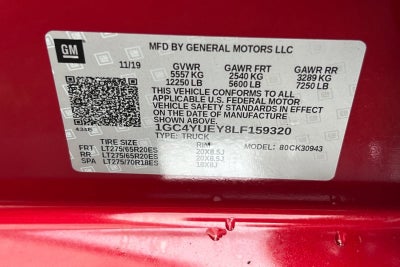 GM
MFD BY GENERAL MOTORS LLC
11/19
GVWR GAWR FRT GAWR RR
5557 KG 2540 KG 3289 KG
12250 LB 5600 LB 7250 LB
THIS VEHICLE CONFORMS TO ALL
APPLICABLE U.S. FEDERAL MOTOR
VEHICLE SAFETY STANDARDS IN EFFECT
ON THE DATE OF MANUFACTURE
SHOWN ABOVE.
1GC4YUEY8LF159320
TYPE: TRUCK MODEL: 80CK30943
TIRE SIZE RIM
FRT LT275/65R20ES 20X8.5J
RR LT275/65R20ES 20X8.5J
SPA LT275/70R18ES 18X8J